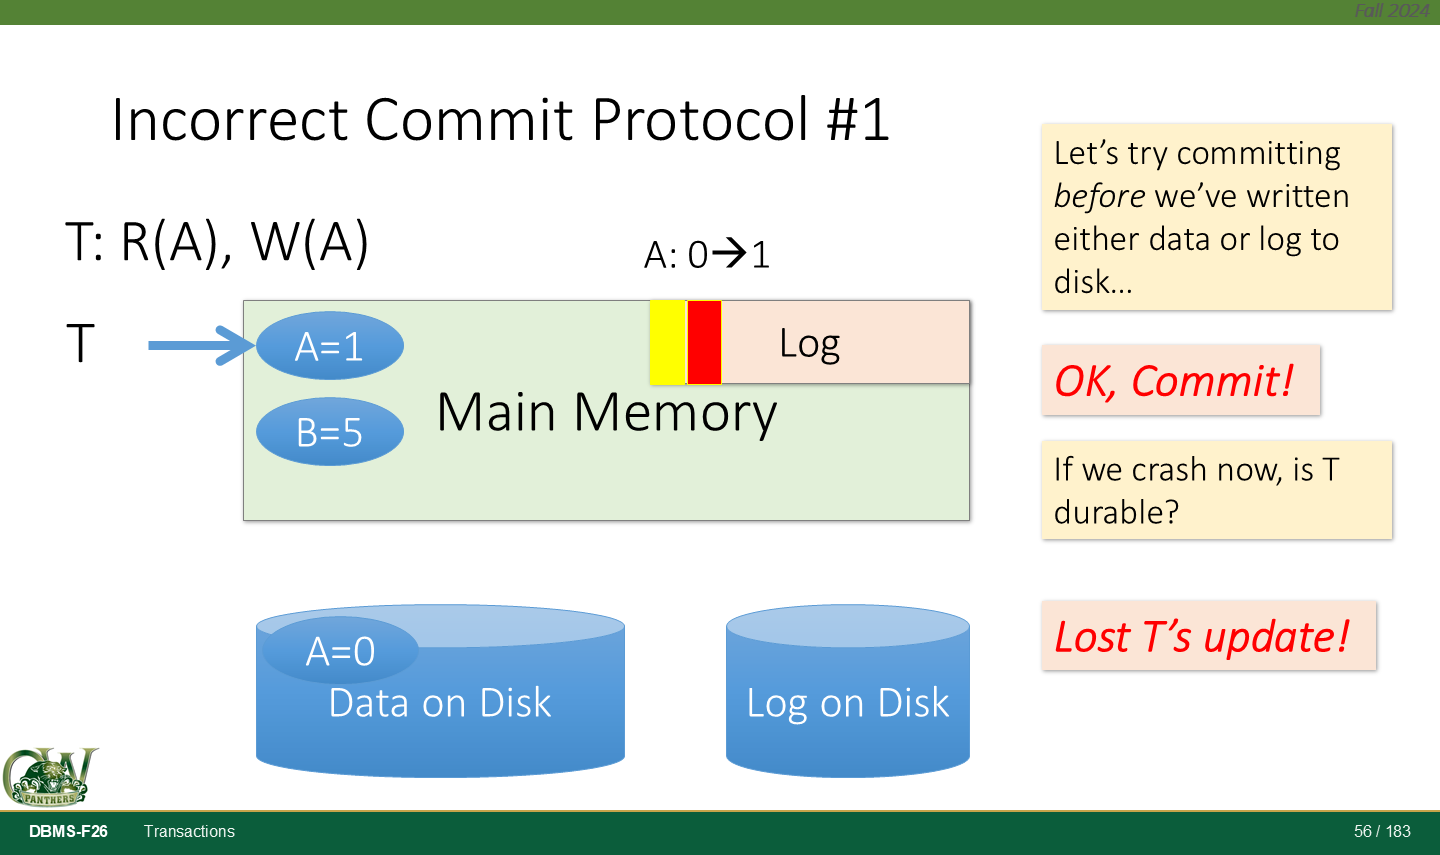 Fall 2024
Incorrect Commit Protocol #1
T: R(A), W(A)
A: 0→1
T
A=1
Log
B=5
Main Memory
A=0
Data on Disk
Log on Disk
Let’s try committing
before we’ve written
either data or log to
disk…
OK, Commit!
If we crash now, is T
durable?
Lost T’s update!
CW
PANTHERS
DBMS-F26
Transactions
56 / 183